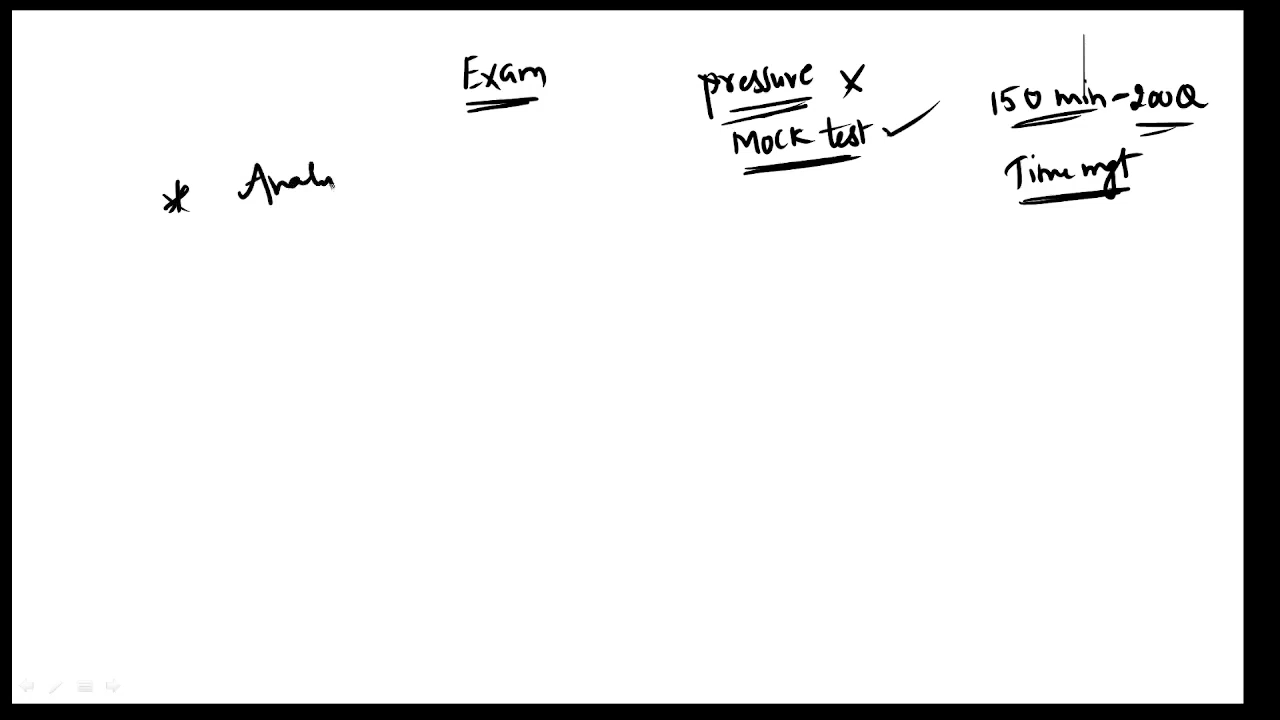 Exam
pressure X
Mock test ✓
150 min - 200Q
Time mgt
* Analy